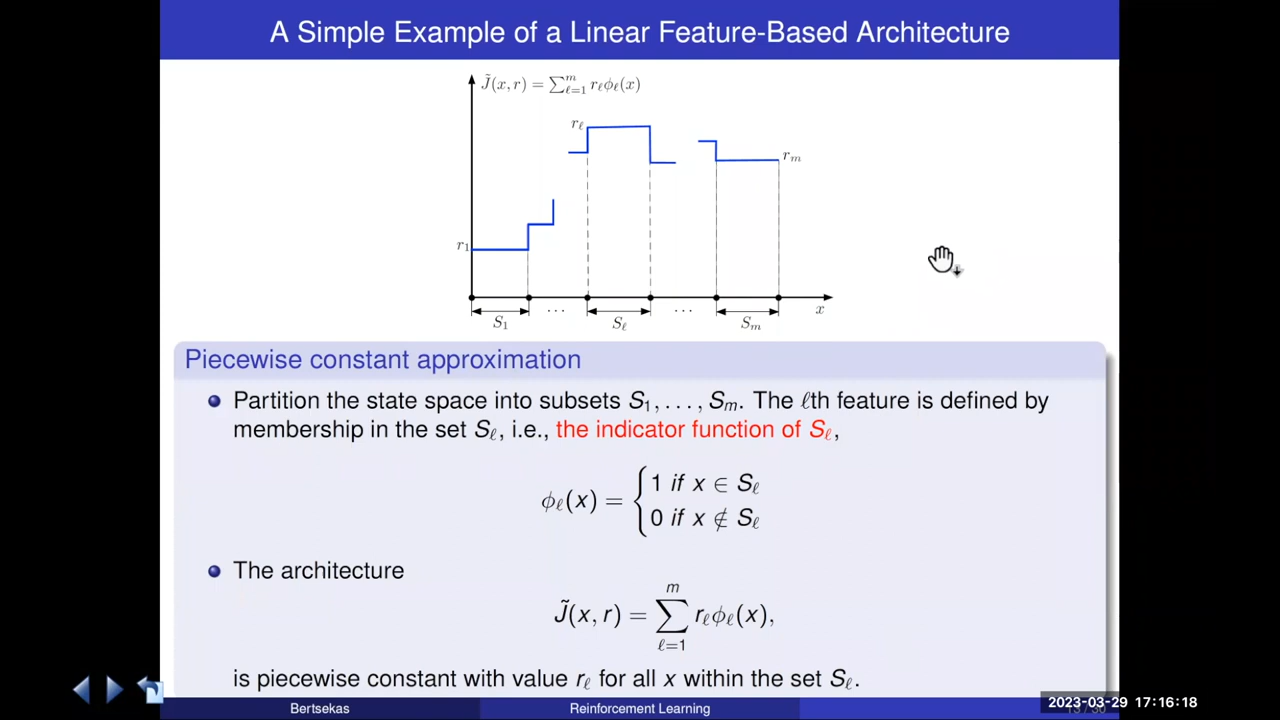 A Simple Example of a Linear Feature-Based Architecture
J̃(x, r) = ∑ᵐℓ₌₁ rℓϕℓ(x)
rℓ
rm
r1
S1 ··· Sℓ ··· Sm x
Piecewise constant approximation
Partition the state space into subsets S1, . . . , Sm. The ℓth feature is defined by
membership in the set Sℓ, i.e., the indicator function of Sℓ,
ϕℓ(x) = { 1 if x ∈ Sℓ
0 if x ∉ Sℓ
The architecture
J̃(x, r) = ∑ᵐℓ₌₁ rℓϕℓ(x),
is piecewise constant with value rℓ for all x within the set Sℓ.
Bertsekas Reinforcement Learning
2023-03-29 17:16:18